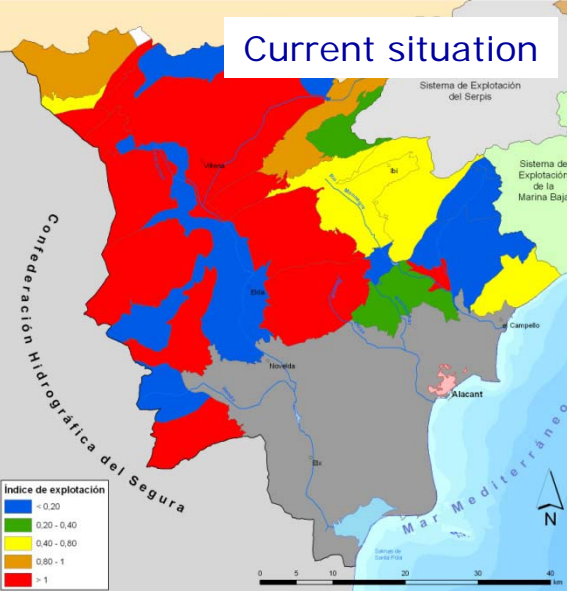 Current situation
Sistema de Explotación
del Serpis
Sistema de
Explotación
de la
Marina Baja
Villena
Ibi
Elda
Campello
Novelda
Alacant
Elx
Confederación Hidrográfica del Segura
Mar Mediterráneo
Salinas de
Santa Pola
Índice de explotación
< 0,20
0,20 - 0,40
0,40 - 0,80
0,80 - 1
> 1
N
0 5 10 20 30 40
km